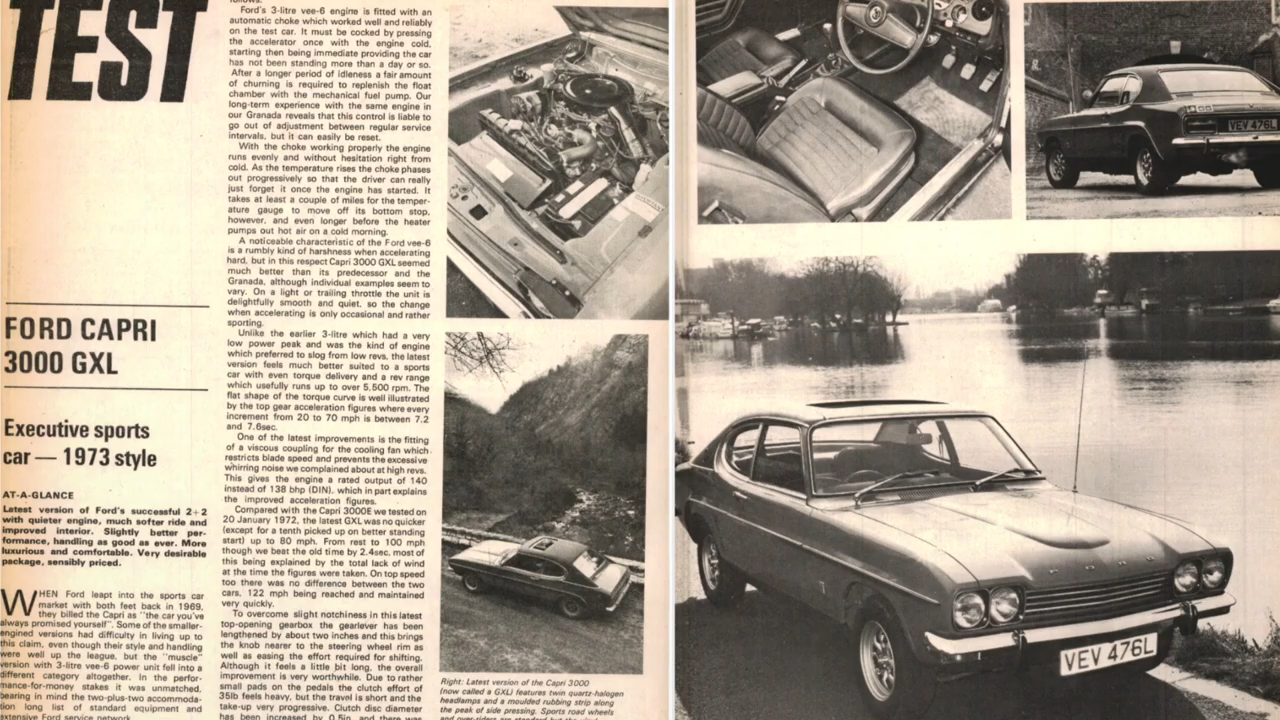 TEST
FORD CAPRI
3000 GXL
Executive sports
car — 1973 style
AT-A-GLANCE
Latest version of Ford's successful 2+2
with quieter engine, much softer ride and
improved interior. Slightly better per-
formance, handling as good as ever. More
luxurious and comfortable. Very desirable
package, sensibly priced.
WHEN Ford leapt into the sports car
market with both feet back in 1969,
they billed the Capri as "the car you've
always promised yourself". Some of the smaller-
engined versions had difficulty in living up to
this claim, even though their style and handling
were well up the league, but the "muscle"
version with 3-litre vee-6 power unit fell into a
different category altogether. In the perfor-
mance-for-money stakes it was unmatched,
bearing in mind the two-plus-two accommoda-
tion long list of standard equipment and
extensive Ford service network.
follows.
Ford's 3-litre vee-6 engine is fitted with an
automatic choke which worked well and reliably
on the test car. It must be cocked by pressing
the accelerator once with the engine cold,
starting then being immediate providing the car
has not been standing more than a day or so.
After a longer period of idleness a fair amount
of churning is required to replenish the float
chamber with the mechanical fuel pump. Our
long-term experience with the same engine in
our Granada reveals that this control is liable to
go out of adjustment between regular service
intervals, but it can easily be reset.
With the choke working properly the engine
runs evenly and without hesitation right from
cold. As the temperature rises the choke phases
out progressively so that the driver can really
just forget it once the engine has started. It
takes at least a couple of miles for the temper-
ature gauge to move off its bottom stop,
however, and even longer before the heater
pumps out hot air on a cold morning.
A noticeable characteristic of the Ford vee-6
is a rumbly kind of harshness when accelerating
hard, but in this respect Capri 3000 GXL seemed
much better than its predecessor and the
Granada, although individual examples seem to
vary. On a light or trailing throttle the unit is
delightfully smooth and quiet, so the change
when accelerating is only occasional and rather
sporting.
Unlike the earlier 3-litre which had a very
low power peak and was the kind of engine
which preferred to slog from low revs, the latest
version feels much better suited to a sports
car with even torque delivery and a rev range
which usefully runs up to over 5,500 rpm. The
flat shape of the torque curve is well illustrated
by the top gear acceleration figures where every
increment from 20 to 70 mph is between 7.2
and 7.6sec.
One of the latest improvements is the fitting
of a viscous coupling for the cooling fan which
restricts blade speed and prevents the excessive
whirring noise we complained about at high revs.
This gives the engine a rated output of 140
instead of 138 bhp (DIN), which in part explains
the improved acceleration figures.
Compared with the Capri 3000E we tested on
20 January 1972, the latest GXL was no quicker
(except for a tenth picked up on better standing
start) up to 80 mph. From rest to 100 mph
though we beat the old time by 2.4sec, most of
this being explained by the total lack of wind
at the time the figures were taken. On top speed
too there was no difference between the two
cars, 122 mph being reached and maintained
very quickly.
To overcome slight notchiness in this latest
top-opening gearbox the gearlever has been
lengthened by about two inches and this brings
the knob nearer to the steering wheel rim as
well as easing the effort required for shifting.
Although it feels a little bit long, the overall
improvement is very worthwhile. Due to rather
small pads on the pedals the clutch effort of
35lb feels heavy, but the travel is short and the
take-up very progressive. Clutch disc diameter
has been increased by 0.5in. and there was
Right: Latest version of the Capri 3000
(now called a GXL) features twin quartz-halogen
headlamps and a moulded rubbing strip along
the peak of side pressing. Sports road wheels
and over-riders are standard but the vinyl
VEV 476L
FORD
VEV 476L